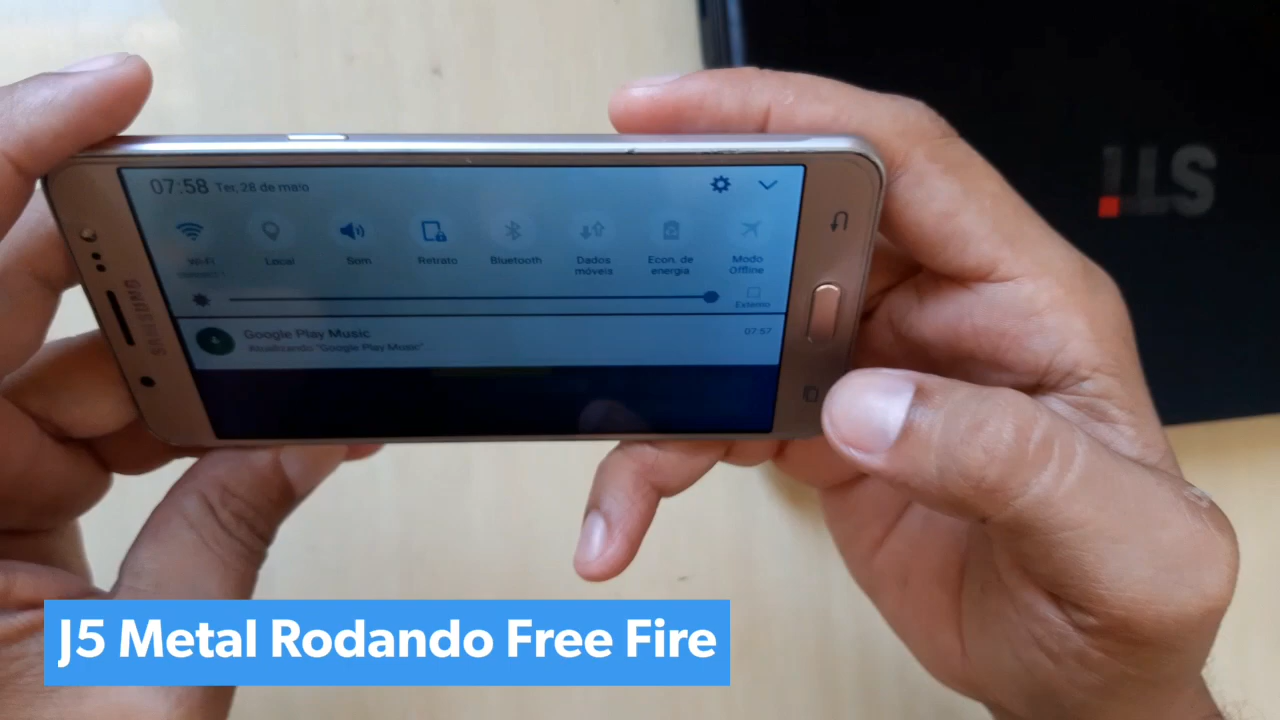 07:58 Ter, 28 de maio
Wi-Fi
Local
Som
Retrato
Bluetooth
Dados
móveis
Econ. de
energia
Modo
Offline
Externo
Google Play Music
07:57
Atualizando "Google Play Music"
SAMSUNG
STI
J5 Metal Rodando Free Fire